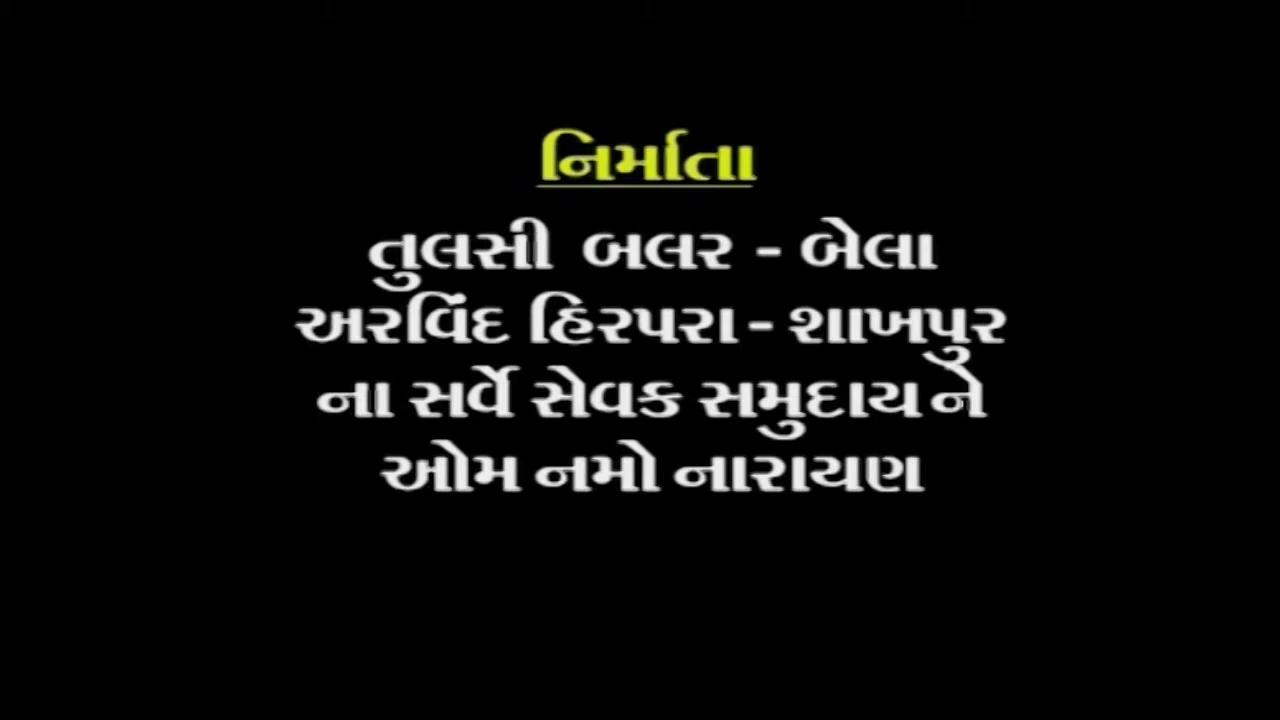 નિર્માતા
તુલસી બલર - બેલા
અરવિંદ હિરપરા - શાખપુર
ના સર્વે સેવક સમુદાય ને
ઓમ નમો નારાયણ